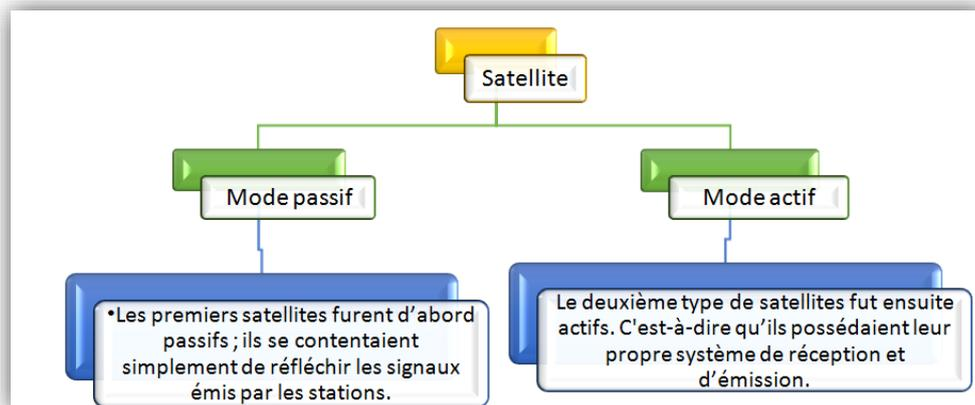 Satellite
Mode passif
Mode actif
•Les premiers satellites furent d’abord
passifs ; ils se contentaient
simplement de réfléchir les signaux
émis par les stations.
Le deuxième type de satellites fut ensuite
actifs. C'est-à-dire qu’ils possédaient leur
propre système de réception et
d’émission.